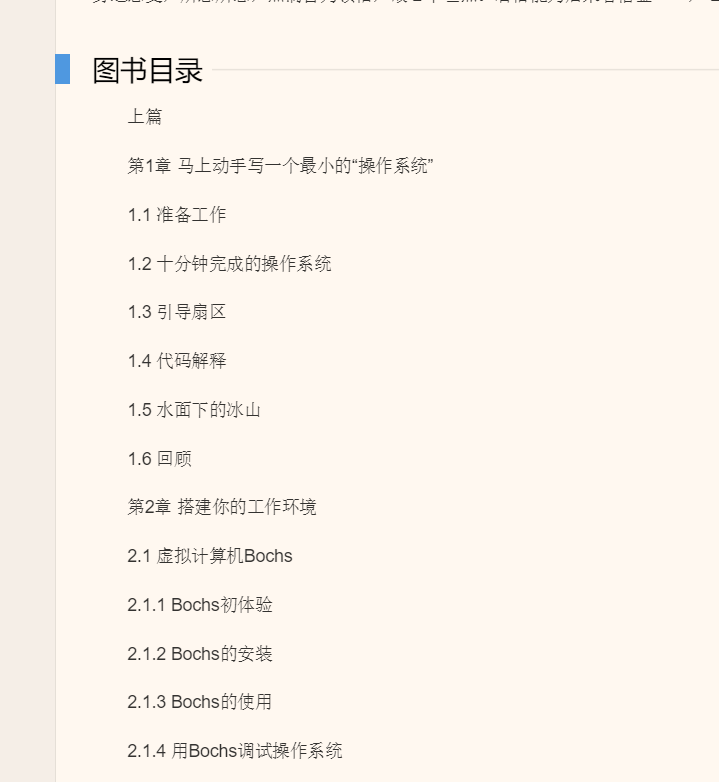 图书目录
上篇
第1章 马上动手写一个最小的“操作系统”
1.1 准备工作
1.2 十分钟完成的操作系统
1.3 引导扇区
1.4 代码解释
1.5 水面下的冰山
1.6 回顾
第2章 搭建你的工作环境
2.1 虚拟计算机Bochs
2.1.1 Bochs初体验
2.1.2 Bochs的安装
2.1.3 Bochs的使用
2.1.4 用Bochs调试操作系统